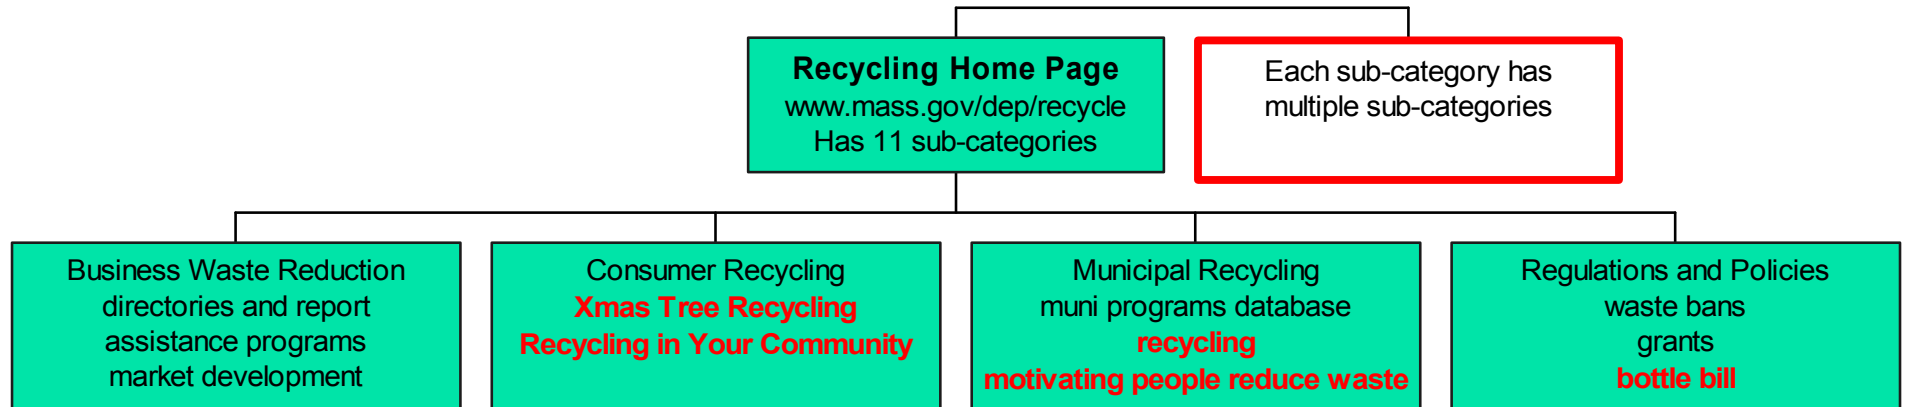 Recycling Home Page
www.mass.gov/dep/recycle
Has 11 sub-categories
Each sub-category has
multiple sub-categories
Business Waste Reduction
directories and report
assistance programs
market development
Consumer Recycling
Xmas Tree Recycling
Recycling in Your Community
Municipal Recycling
muni programs database
recycling
motivating people reduce waste
Regulations and Policies
waste bans
grants
bottle bill